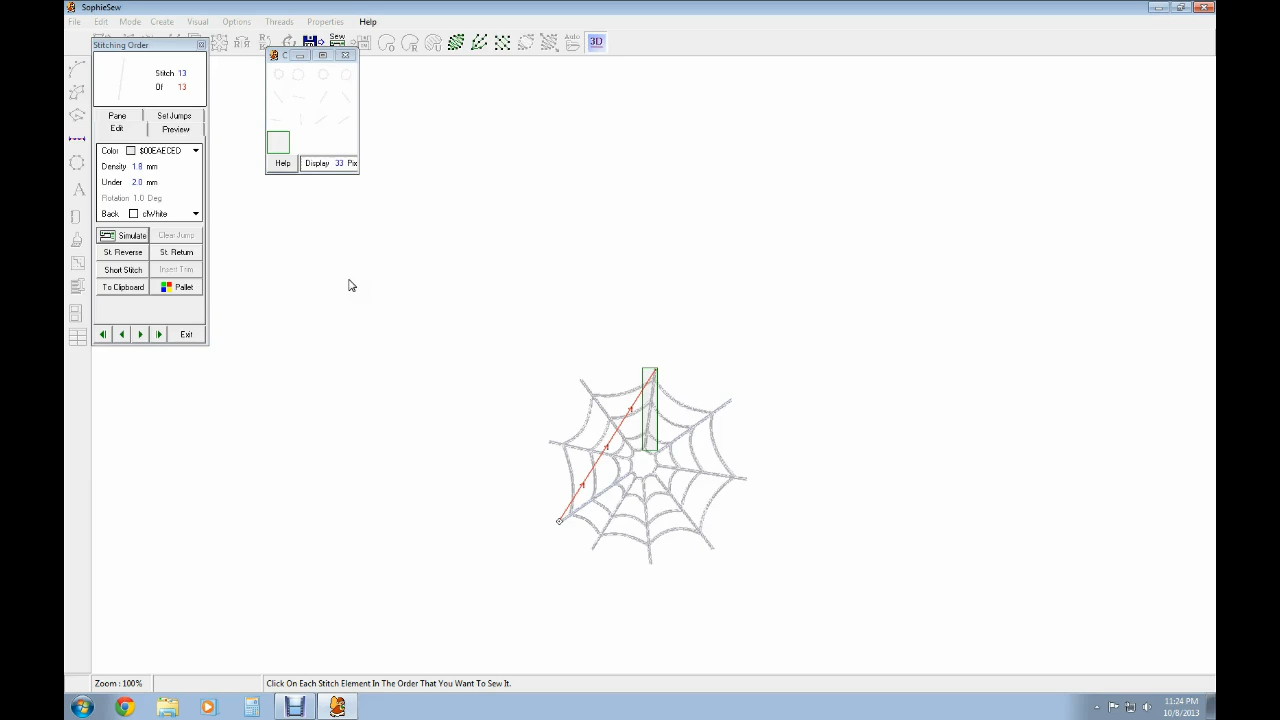 SophieSew
File Edit Mode Create Visual Options Threads Properties Help
Sew
Auto
3D
Stitching Order
Stitch 13
Of 13
Pane Set Jumps
Edit Preview
Color $00EAECED
Density 1.8 mm
Under 2.0 mm
Rotation 1.0 Deg
Back clWhite
Simulate Clear Jump
St. Reverse St. Return
Short Stitch Insert Trim
To Clipboard Pallet
Exit
C
Help Display 33 Pix
A
Zoom : 100% Click On Each Stitch Element In The Order That You Want To Sew It.
11:24 PM
10/8/2013